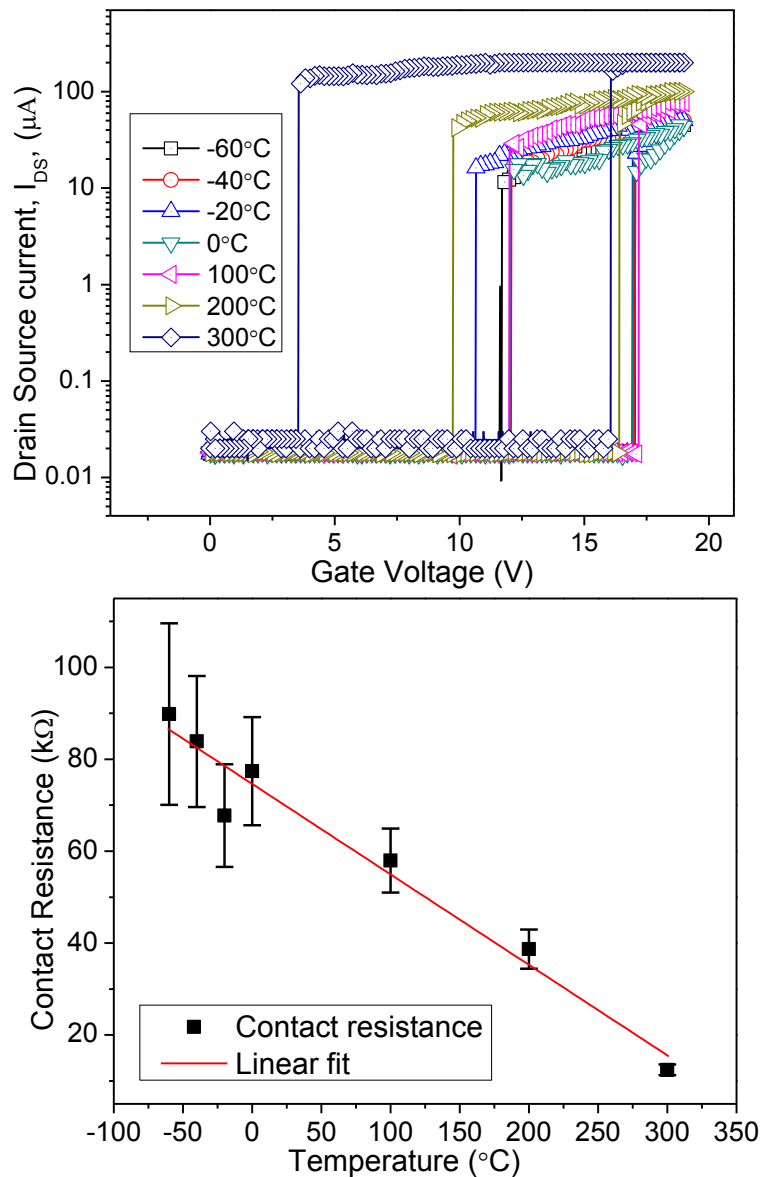 Drain Source current, I_DS, (μA)
100
10
1
0.1
0.01
-60°C
-40°C
-20°C
0°C
100°C
200°C
300°C
0 5 10 15 20
Gate Voltage (V)
Contact Resistance (kΩ)
100
80
60
40
20
Contact resistance
Linear fit
-100 -50 0 50 100 150 200 250 300 350
Temperature (°C)